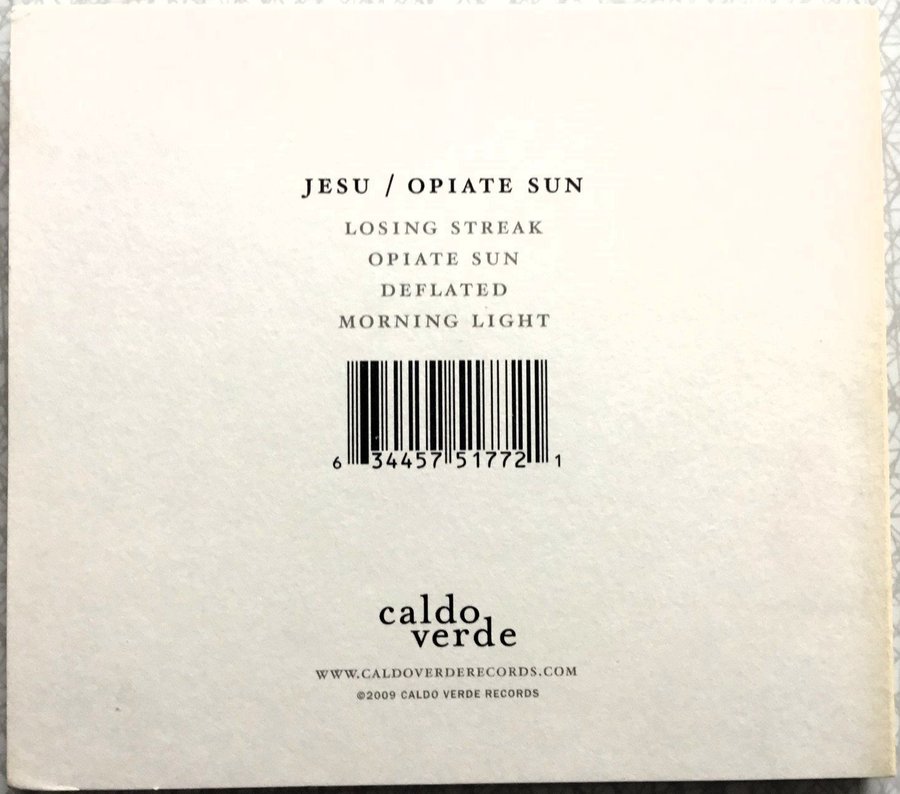 JESU / OPIATE SUN
LOSING STREAK
OPIATE SUN
DEFLATED
MORNING LIGHT
6 34457 51772 1
caldo
verde
WWW.CALDOVERDERECORDS.COM
©2009 CALDO VERDE RECORDS